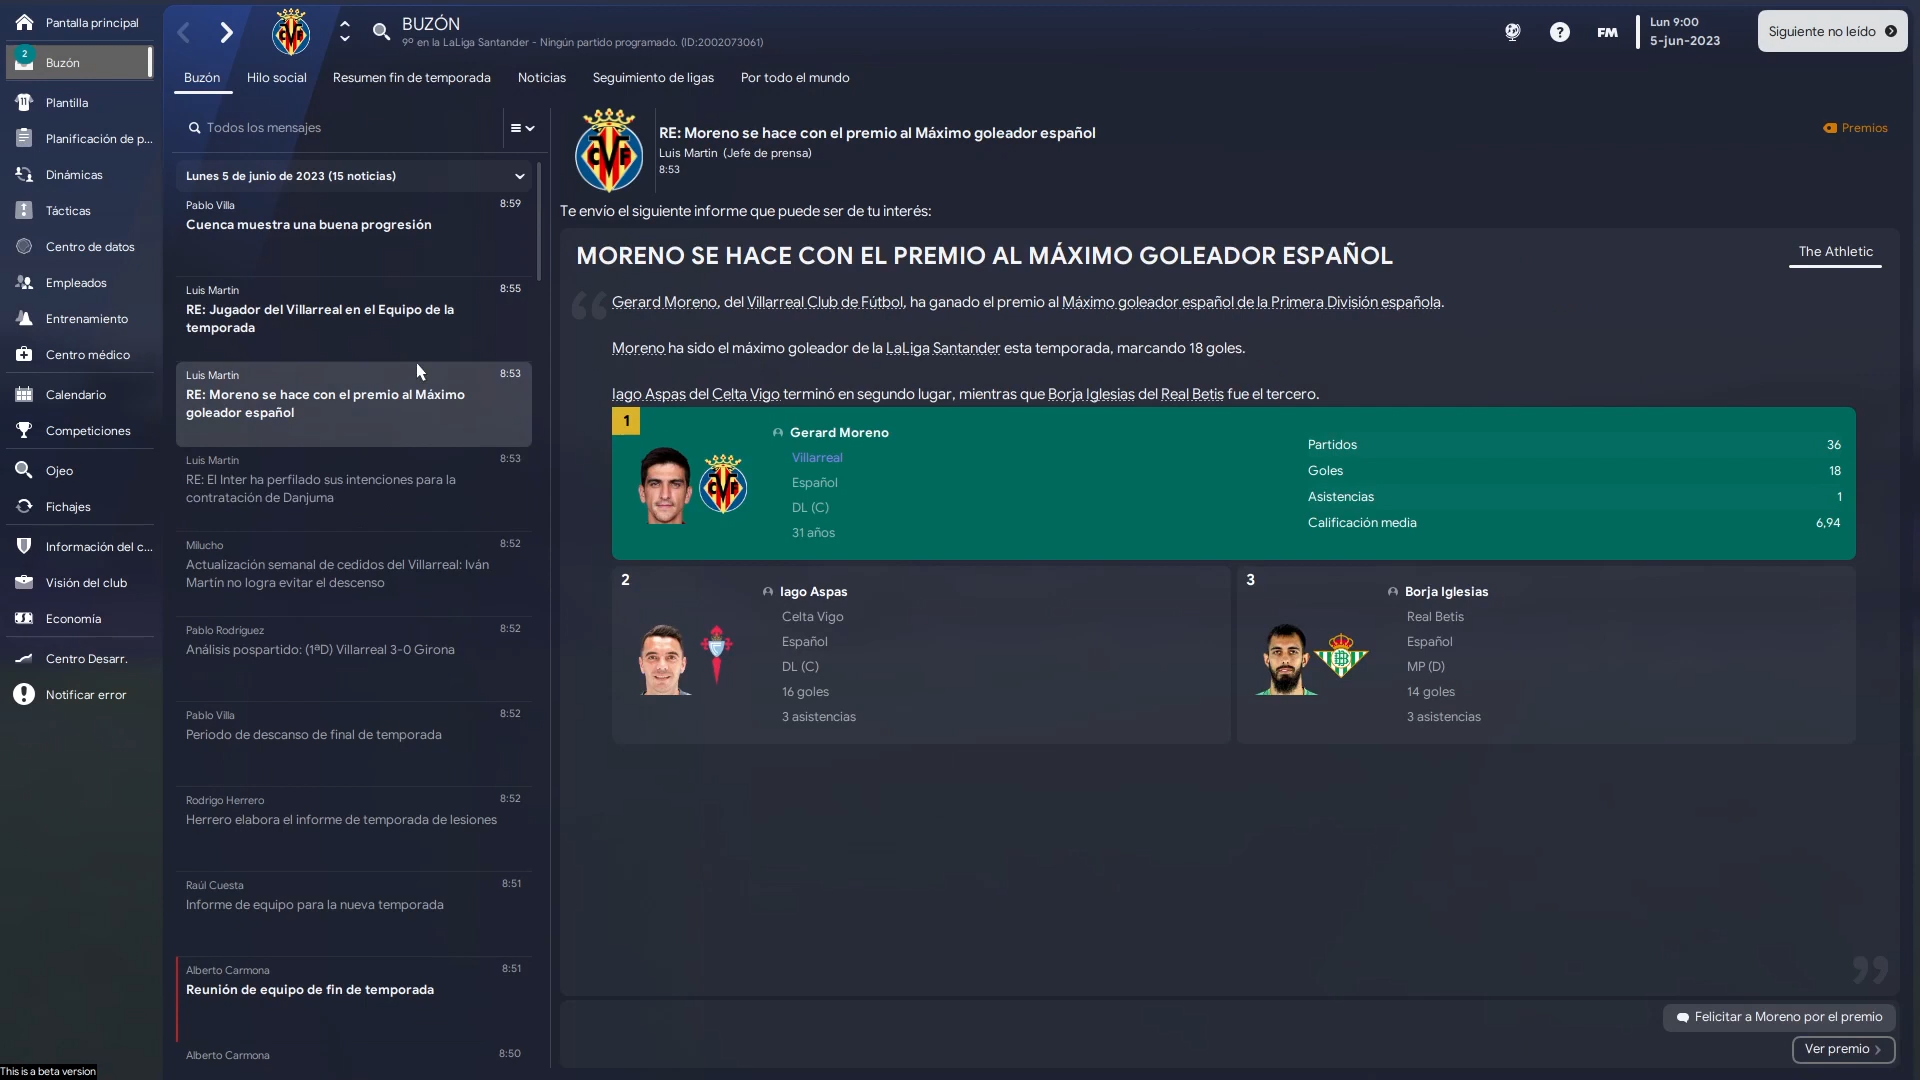 Pantalla principal
2
Buzón
Plantilla
Planificación de p...
Dinámicas
Tácticas
Centro de datos
Empleados
Entrenamiento
Centro médico
Calendario
Competiciones
Ojeo
Fichajes
Información del c...
Visión del club
Economía
Centro Desarr.
Notificar error
This is a beta version
BUZÓN
9º en la LaLiga Santander - Ningún partido programado. (ID:2002073061)
FM
Lun 9:00
5-jun-2023
Siguiente no leído
Buzón
Hilo social
Resumen fin de temporada
Noticias
Seguimiento de ligas
Por todo el mundo
Todos los mensajes
Lunes 5 de junio de 2023 (15 noticias)
Pablo Villa 8:59
Cuenca muestra una buena progresión
Luis Martin 8:55
RE: Jugador del Villarreal en el Equipo de la
temporada
Luis Martin 8:53
RE: Moreno se hace con el premio al Máximo
goleador español
Luis Martin 8:53
RE: El Inter ha perfilado sus intenciones para la
contratación de Danjuma
Milucho 8:52
Actualización semanal de cedidos del Villarreal: Iván
Martín no logra evitar el descenso
Pablo Rodríguez 8:52
Análisis pospartido: (1ªD) Villarreal 3-0 Girona
Pablo Villa 8:52
Periodo de descanso de final de temporada
Rodrigo Herrero 8:52
Herrero elabora el informe de temporada de lesiones
Raúl Cuesta 8:51
Informe de equipo para la nueva temporada
Alberto Carmona 8:51
Reunión de equipo de fin de temporada
Alberto Carmona 8:50
RE: Moreno se hace con el premio al Máximo goleador español
Luis Martin (Jefe de prensa)
8:53
Premios
Te envío el siguiente informe que puede ser de tu interés:
MORENO SE HACE CON EL PREMIO AL MÁXIMO GOLEADOR ESPAÑOL
The Athletic
Gerard Moreno, del Villarreal Club de Fútbol, ha ganado el premio al Máximo goleador español de la Primera División española.
Moreno ha sido el máximo goleador de la LaLiga Santander esta temporada, marcando 18 goles.
Iago Aspas del Celta Vigo terminó en segundo lugar, mientras que Borja Iglesias del Real Betis fue el tercero.
1
Gerard Moreno
Villarreal
Español
DL (C)
31 años
Partidos 36
Goles 18
Asistencias 1
Calificación media 6,94
2
Iago Aspas
Celta Vigo
Español
DL (C)
16 goles
3 asistencias
3
Borja Iglesias
Real Betis
Español
MP (D)
14 goles
3 asistencias
Felicitar a Moreno por el premio
Ver premio